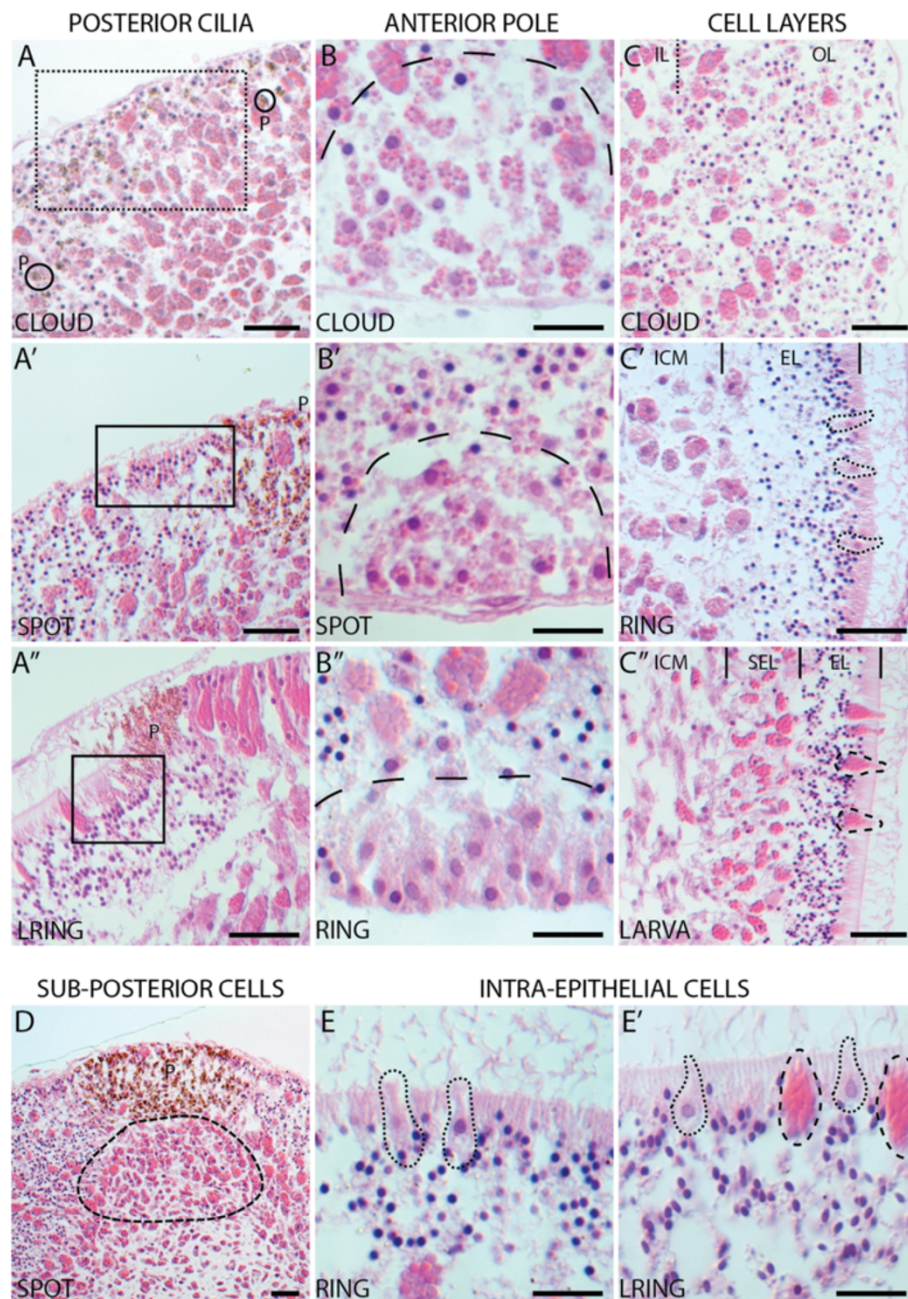 POSTERIOR CILIA
ANTERIOR POLE
CELL LAYERS
A
P
P
CLOUD
B
CLOUD
C
IL
OL
CLOUD
A′
P
SPOT
B′
SPOT
C′
ICM
EL
RING
A″
P
LRING
B″
RING
C″
ICM
SEL
EL
LARVA
SUB-POSTERIOR CELLS
INTRA-EPITHELIAL CELLS
D
P
SPOT
E
RING
E′
LRING